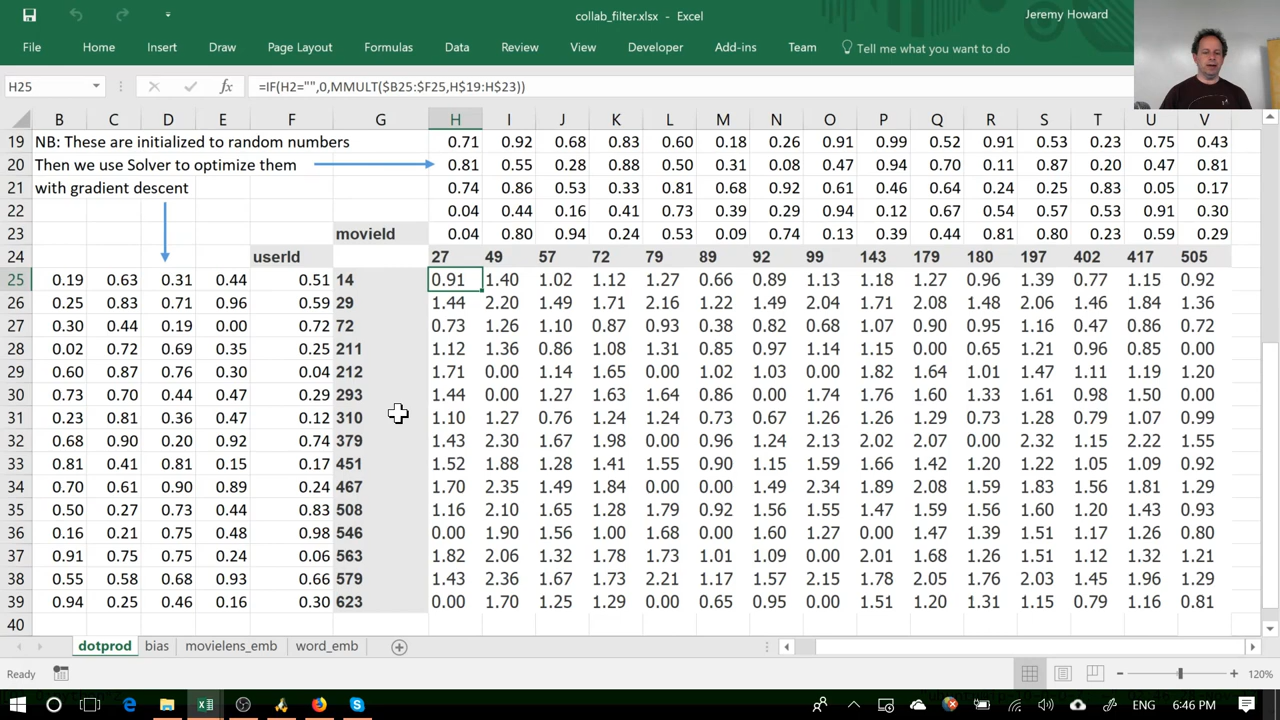 collab_filter.xlsx - Excel
Jeremy Howard
File Home Insert Draw Page Layout Formulas Data Review View Developer Add-ins Team Tell me what you want to do
H25 fx =IF(H2="",0,MMULT($B25:$F25,H$19:H$23))
B C D E F G H I J K L M N O P Q R S T U V
19 NB: These are initialized to random numbers 0.71 0.92 0.68 0.83 0.60 0.18 0.26 0.91 0.99 0.52 0.91 0.53 0.23 0.75 0.43
20 Then we use Solver to optimize them 0.81 0.55 0.28 0.88 0.50 0.31 0.08 0.47 0.94 0.70 0.11 0.87 0.20 0.47 0.81
21 with gradient descent 0.74 0.86 0.53 0.33 0.81 0.68 0.92 0.61 0.46 0.64 0.24 0.25 0.83 0.05 0.17
22 0.04 0.44 0.16 0.41 0.73 0.39 0.29 0.94 0.12 0.67 0.54 0.57 0.53 0.91 0.30
23 movieId 0.04 0.80 0.94 0.24 0.53 0.09 0.74 0.13 0.39 0.44 0.81 0.80 0.23 0.59 0.29
24 userId 27 49 57 72 79 89 92 99 143 179 180 197 402 417 505
25 0.19 0.63 0.31 0.44 0.51 14 0.91 1.40 1.02 1.12 1.27 0.66 0.89 1.13 1.18 1.27 0.96 1.39 0.77 1.15 0.92
26 0.25 0.83 0.71 0.96 0.59 29 1.44 2.20 1.49 1.71 2.16 1.22 1.49 2.04 1.71 2.08 1.48 2.06 1.46 1.84 1.36
27 0.30 0.44 0.19 0.00 0.72 72 0.73 1.26 1.10 0.87 0.93 0.38 0.82 0.68 1.07 0.90 0.95 1.16 0.47 0.86 0.72
28 0.02 0.72 0.69 0.35 0.25 211 1.12 1.36 0.86 1.08 1.31 0.85 0.97 1.14 1.15 0.00 0.65 1.21 0.96 0.85 0.00
29 0.60 0.87 0.76 0.30 0.04 212 1.71 0.00 1.14 1.65 0.00 1.02 1.03 0.00 1.82 1.64 1.01 1.47 1.11 1.19 1.20
30 0.73 0.70 0.44 0.47 0.29 293 1.44 0.00 1.27 1.63 1.64 0.86 0.00 1.74 1.76 1.60 1.33 1.61 0.98 1.50 0.00
31 0.23 0.81 0.36 0.47 0.12 310 1.10 1.27 0.76 1.24 1.24 0.73 0.67 1.26 1.26 1.29 0.73 1.28 0.79 1.07 0.99
32 0.68 0.90 0.20 0.92 0.74 379 1.43 2.30 1.67 1.98 0.00 0.96 1.24 2.13 2.02 2.07 0.00 2.32 1.15 2.22 1.55
33 0.81 0.41 0.81 0.15 0.17 451 1.52 1.88 1.28 1.41 1.55 0.90 1.15 1.59 1.66 1.42 1.20 1.22 1.05 1.09 0.92
34 0.70 0.61 0.90 0.89 0.24 467 1.70 2.35 1.49 1.84 0.00 0.00 1.49 2.34 1.89 2.08 1.59 1.83 1.56 1.81 1.29
35 0.50 0.27 0.73 0.44 0.83 508 1.16 2.10 1.65 1.28 1.79 0.92 1.56 1.55 1.47 1.59 1.56 1.60 1.20 1.43 0.93
36 0.16 0.21 0.75 0.48 0.98 546 0.00 1.90 1.56 1.00 1.68 0.00 1.60 1.27 0.00 1.47 1.39 1.51 1.17 1.26 0.80
37 0.91 0.75 0.75 0.24 0.06 563 1.82 2.06 1.32 1.78 1.73 1.01 1.09 0.00 2.01 1.68 1.26 1.51 1.12 1.32 1.21
38 0.55 0.58 0.68 0.93 0.66 579 1.43 2.36 1.67 1.73 2.21 1.17 1.57 2.15 1.78 2.05 1.76 2.03 1.45 1.96 1.29
39 0.94 0.25 0.46 0.16 0.30 623 0.00 1.70 1.25 1.29 0.00 0.65 0.95 0.00 1.51 1.20 1.31 1.15 0.79 1.16 0.81
40
dotprod bias movielens_emb word_emb
Ready 120%
ENG 6:46 PM